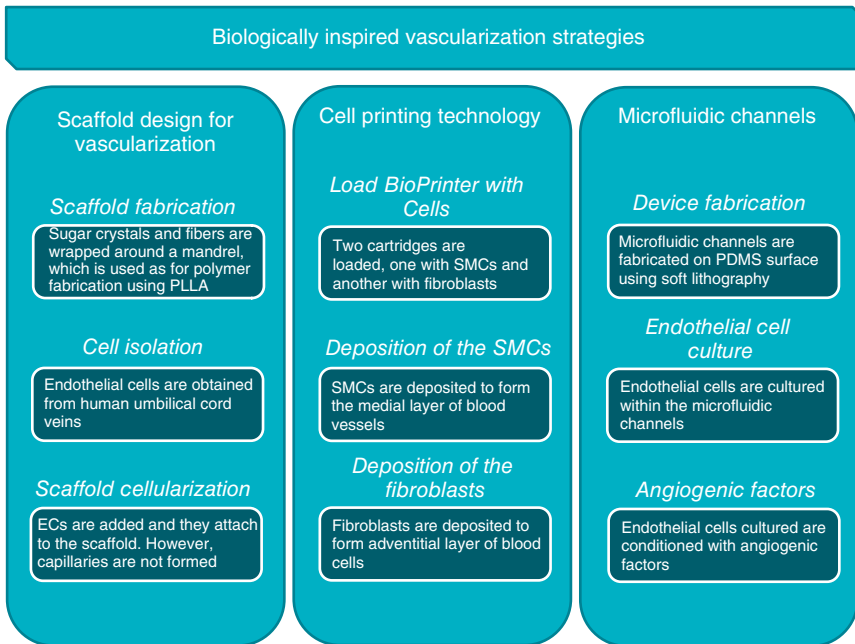 Biologically inspired vascularization strategies
Scaffold design for
vascularization
Scaffold fabrication
Sugar crystals and fibers are
wrapped around a mandrel,
which is used as for polymer
fabrication using PLLA
Cell isolation
Endothelial cells are obtained
from human umbilical cord
veins
Scaffold cellularization
ECs are added and they attach
to the scaffold. However,
capillaries are not formed
Cell printing technology
Load BioPrinter with
Cells
Two cartridges are
loaded, one with SMCs and
another with fibroblasts
Deposition of the SMCs
SMCs are deposited to form
the medial layer of blood
vessels
Deposition of the
fibroblasts
Fibroblasts are deposited to
form adventitial layer of blood
cells
Microfluidic channels
Device fabrication
Microfluidic channels are
fabricated on PDMS surface
using soft lithography
Endothelial cell
culture
Endothelial cells are cultured
within the microfluidic
channels
Angiogenic factors
Endothelial cells cultured are
conditioned with angiogenic
factors